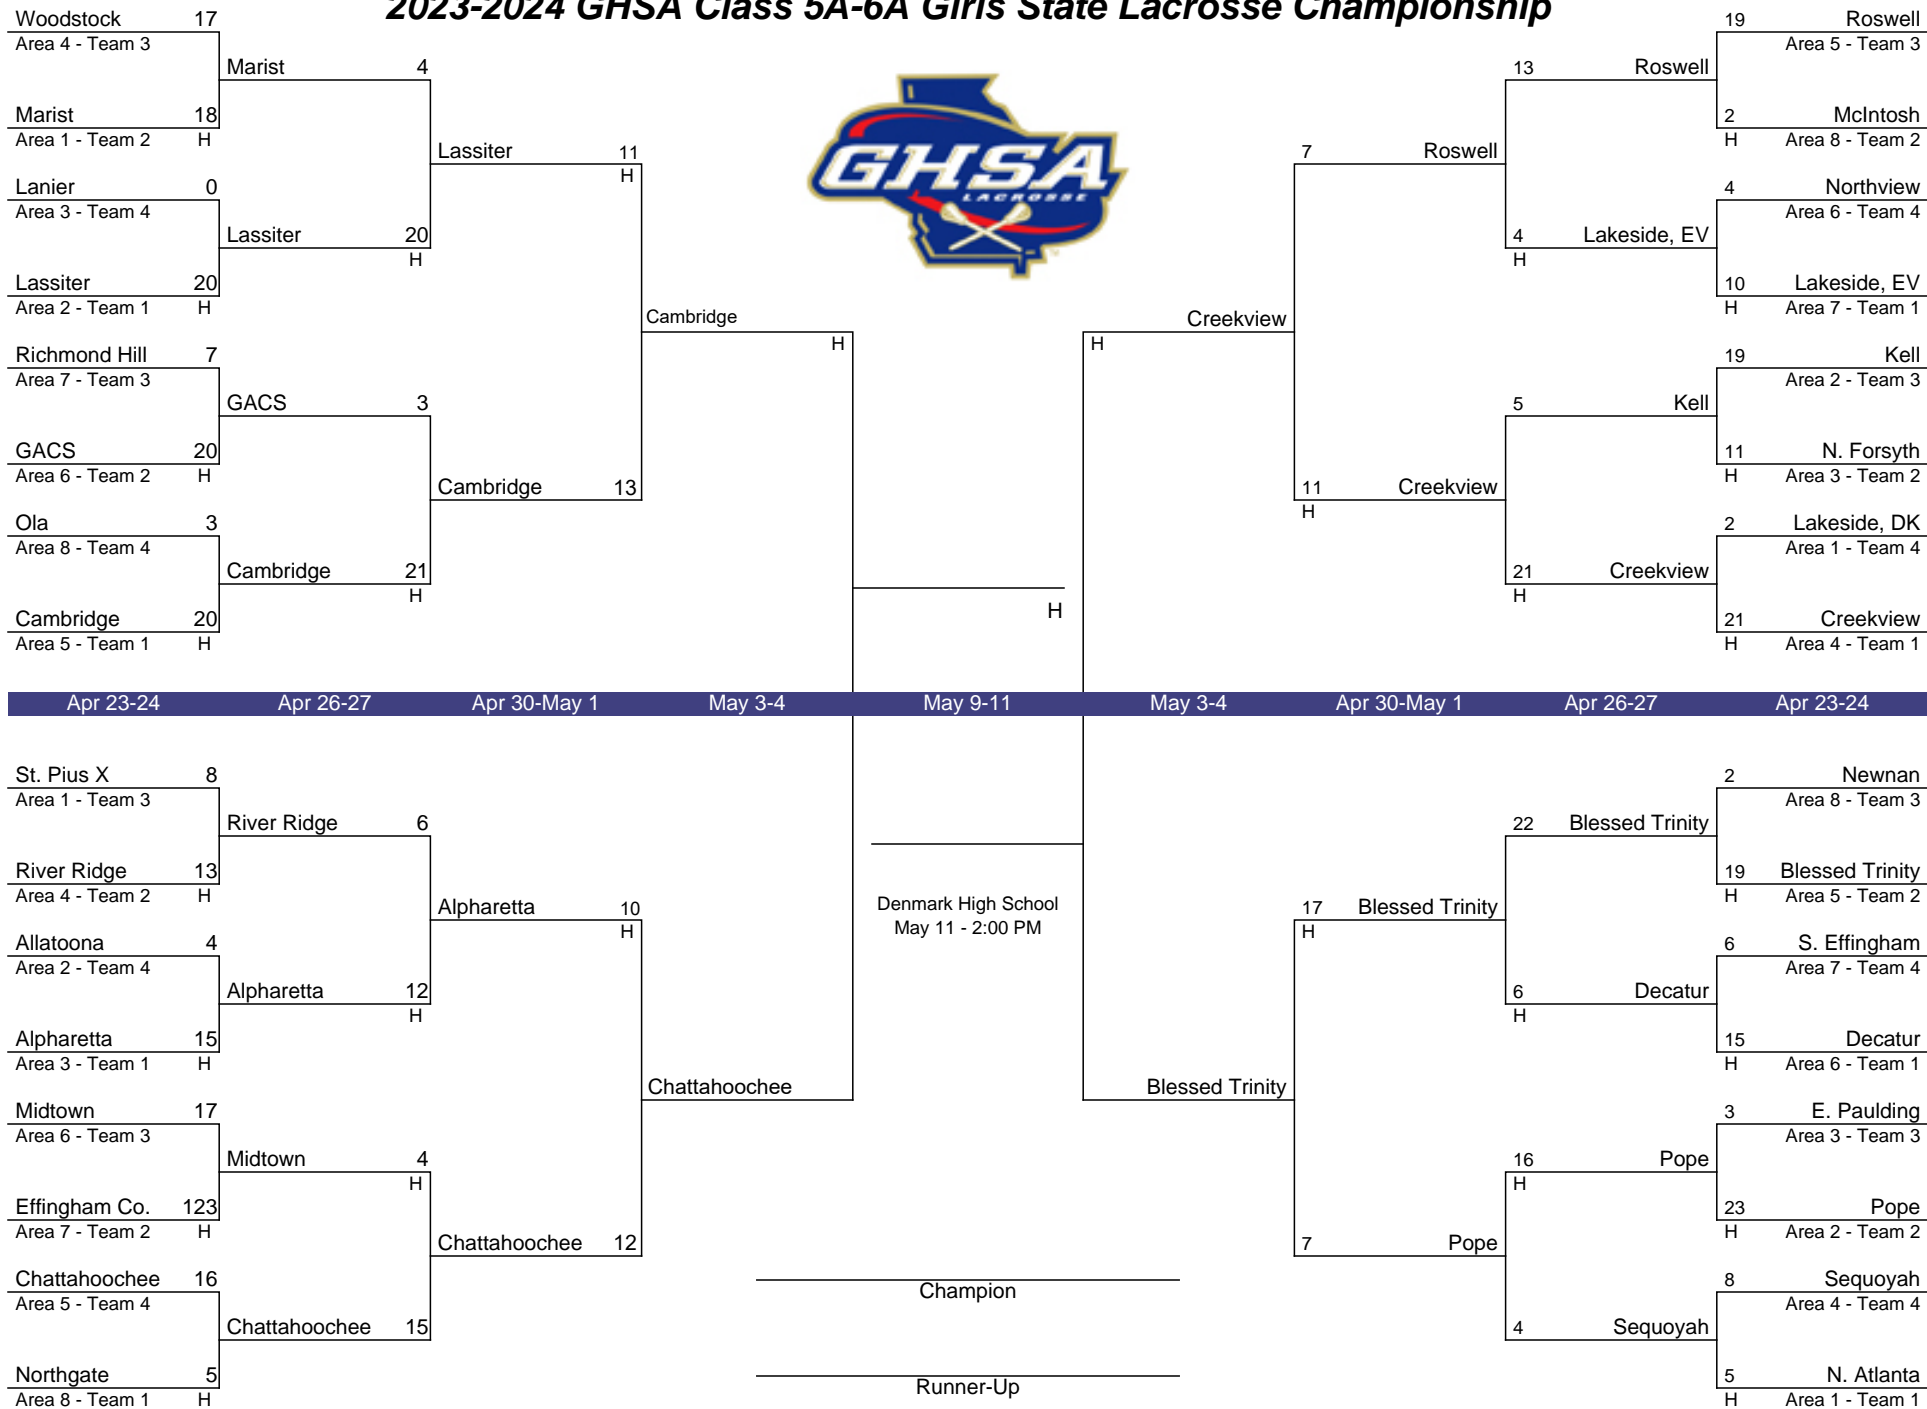 2023-2024 GHSA Class 5A-6A Girls State Lacrosse Championship
Woodstock 17
Area 4 - Team 3
Marist 4
Marist 18
Area 1 - Team 2 H
Lassiter 11
H
Lanier 0
Area 3 - Team 4
Lassiter 20
H
Lassiter 20
Area 2 - Team 1 H
Cambridge
H
Richmond Hill 7
Area 7 - Team 3
GACS 3
GACS 20
Area 6 - Team 2 H
Cambridge 13
Ola 3
Area 8 - Team 4
Cambridge 21
H
Cambridge 20
Area 5 - Team 1 H
GHSA
LACROSSE
TM
19 Roswell
Area 5 - Team 3
13 Roswell
2 McIntosh
H Area 8 - Team 2
7 Roswell
4 Northview
Area 6 - Team 4
4 Lakeside, EV
H
10 Lakeside, EV
H Area 7 - Team 1
Creekview
H
19 Kell
Area 2 - Team 3
5 Kell
11 N. Forsyth
H Area 3 - Team 2
11 Creekview
H
2 Lakeside, DK
Area 1 - Team 4
21 Creekview
H
21 Creekview
H Area 4 - Team 1
H
Apr 23-24 Apr 26-27 Apr 30-May 1 May 3-4 May 9-11 May 3-4 Apr 30-May 1 Apr 26-27 Apr 23-24
St. Pius X 8
Area 1 - Team 3
River Ridge 6
River Ridge 13
Area 4 - Team 2 H
Alpharetta 10
H
Allatoona 4
Area 2 - Team 4
Alpharetta 12
H
Alpharetta 15
Area 3 - Team 1 H
Chattahoochee
Midtown 17
Area 6 - Team 3
Midtown 4
H
Effingham Co. 123
Area 7 - Team 2 H
Chattahoochee 12
Chattahoochee 16
Area 5 - Team 4
Chattahoochee 15
Northgate 5
Area 8 - Team 1 H
Denmark High School
May 11 - 2:00 PM
Champion
Runner-Up
2 Newnan
Area 8 - Team 3
22 Blessed Trinity
19 Blessed Trinity
H Area 5 - Team 2
17 Blessed Trinity
H
6 S. Effingham
Area 7 - Team 4
6 Decatur
H
15 Decatur
H Area 6 - Team 1
Blessed Trinity
3 E. Paulding
Area 3 - Team 3
16 Pope
H
23 Pope
H Area 2 - Team 2
7 Pope
8 Sequoyah
Area 4 - Team 4
4 Sequoyah
5 N. Atlanta
H Area 1 - Team 1